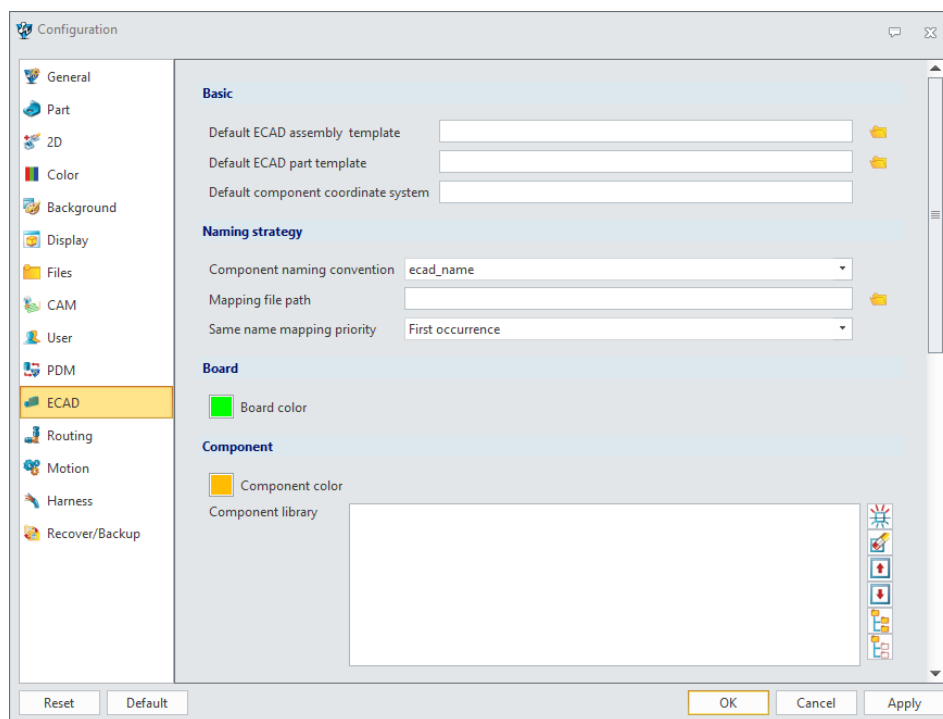 Configuration
General
Part
2D
Color
Background
Display
Files
CAM
User
PDM
ECAD
Routing
Motion
Harness
Recover/Backup
Basic
Default ECAD assembly template
Default ECAD part template
Default component coordinate system
Naming strategy
Component naming convention ecad_name
Mapping file path
Same name mapping priority First occurrence
Board
Board color
Component
Component color
Component library
Reset Default OK Cancel Apply